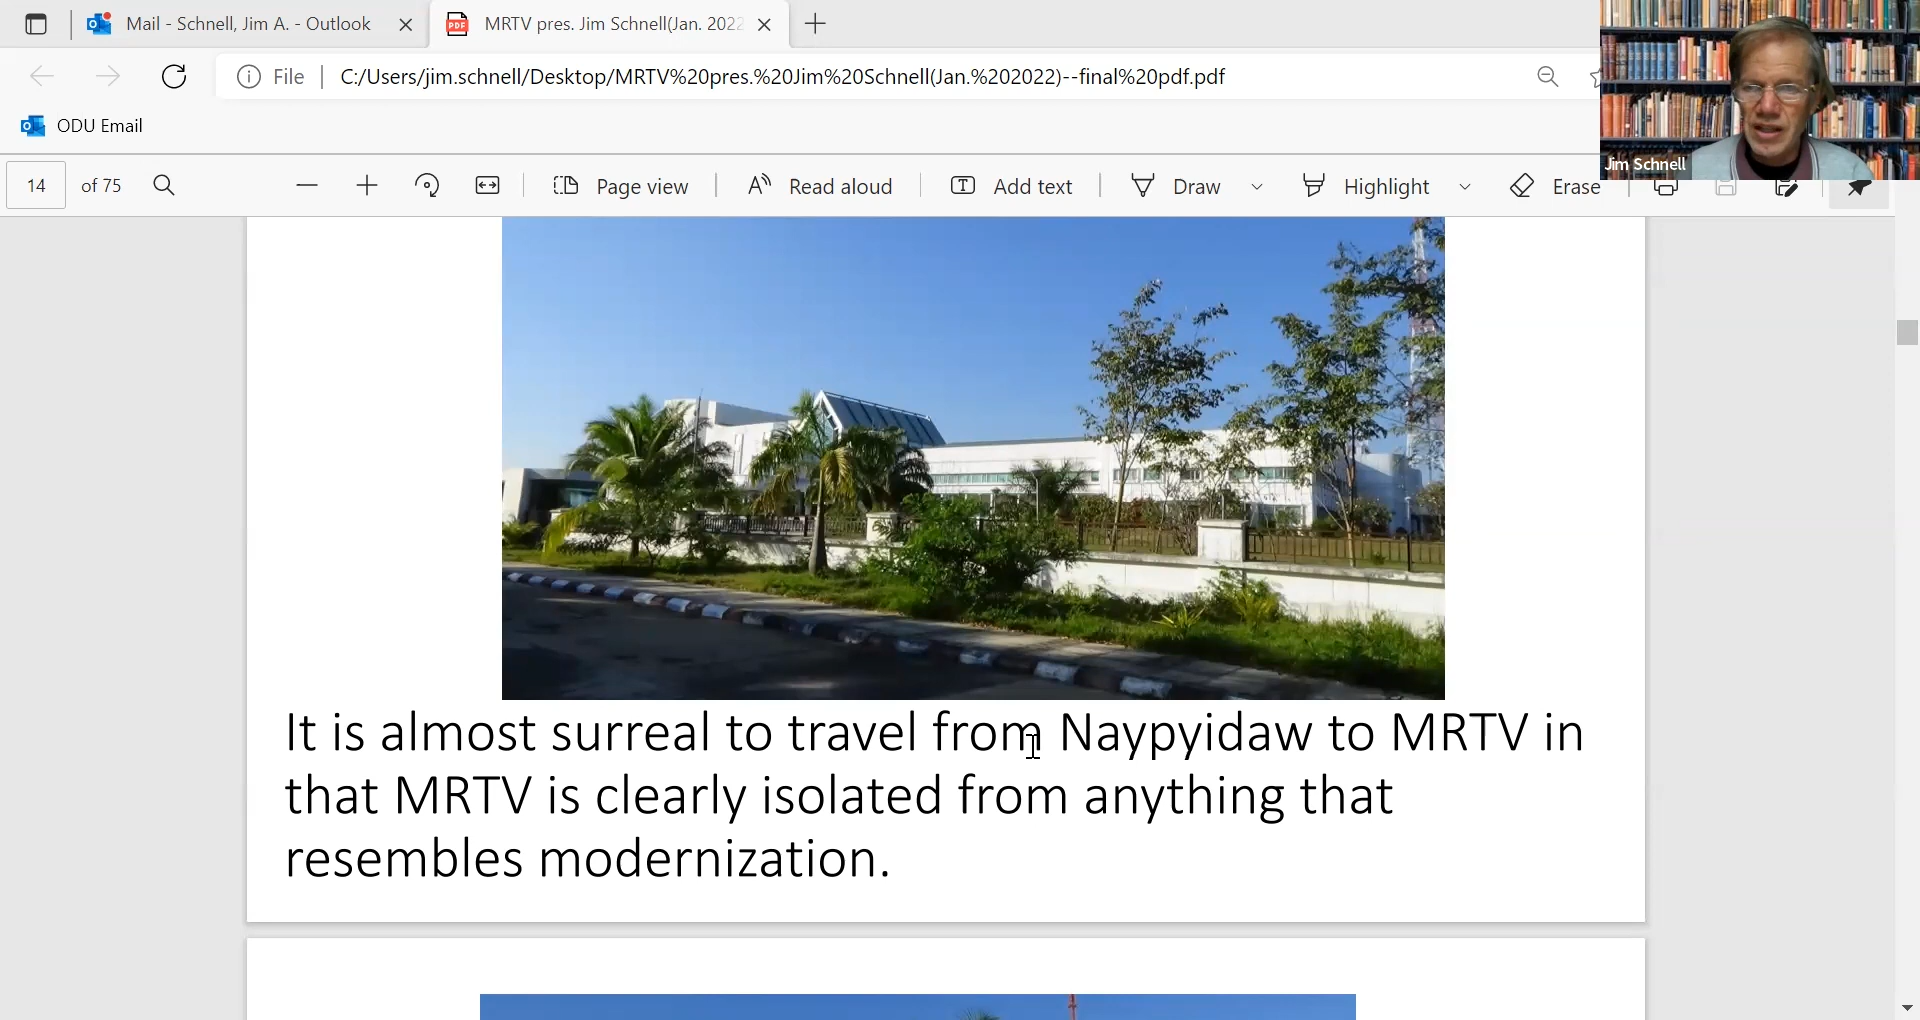 Mail - Schnell, Jim A. - Outlook
MRTV pres. Jim Schnell(Jan. 2022
File
C:/Users/jim.schnell/Desktop/MRTV%20pres.%20Jim%20Schnell(Jan.%202022)--final%20pdf.pdf
ODU Email
Jim Schnell
14 of 75
Page view
Read aloud
Add text
Draw
Highlight
Erase
It is almost surreal to travel from Naypyidaw to MRTV in
that MRTV is clearly isolated from anything that
resembles modernization.